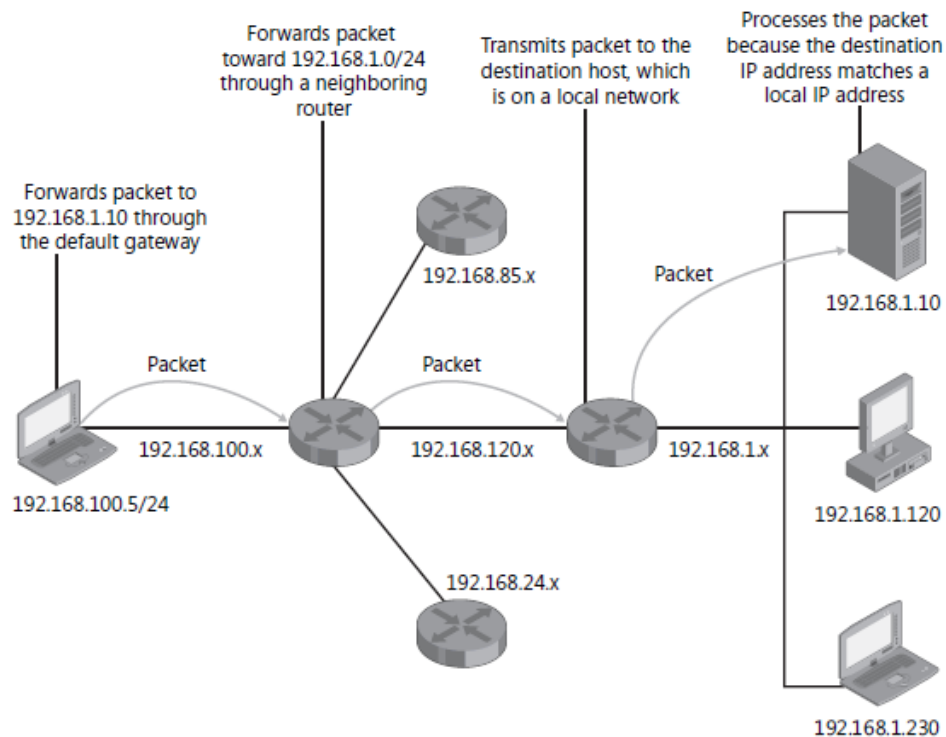 Forwards packet
toward 192.168.1.0/24
through a neighboring
router
Transmits packet to the
destination host, which
is on a local network
Processes the packet
because the destination
IP address matches a
local IP address
Forwards packet to
192.168.1.10 through
the default gateway
192.168.85.x
Packet
192.168.1.10
Packet
Packet
192.168.100.x
192.168.120.x
192.168.1.x
192.168.100.5/24
192.168.1.120
192.168.24.x
192.168.1.230